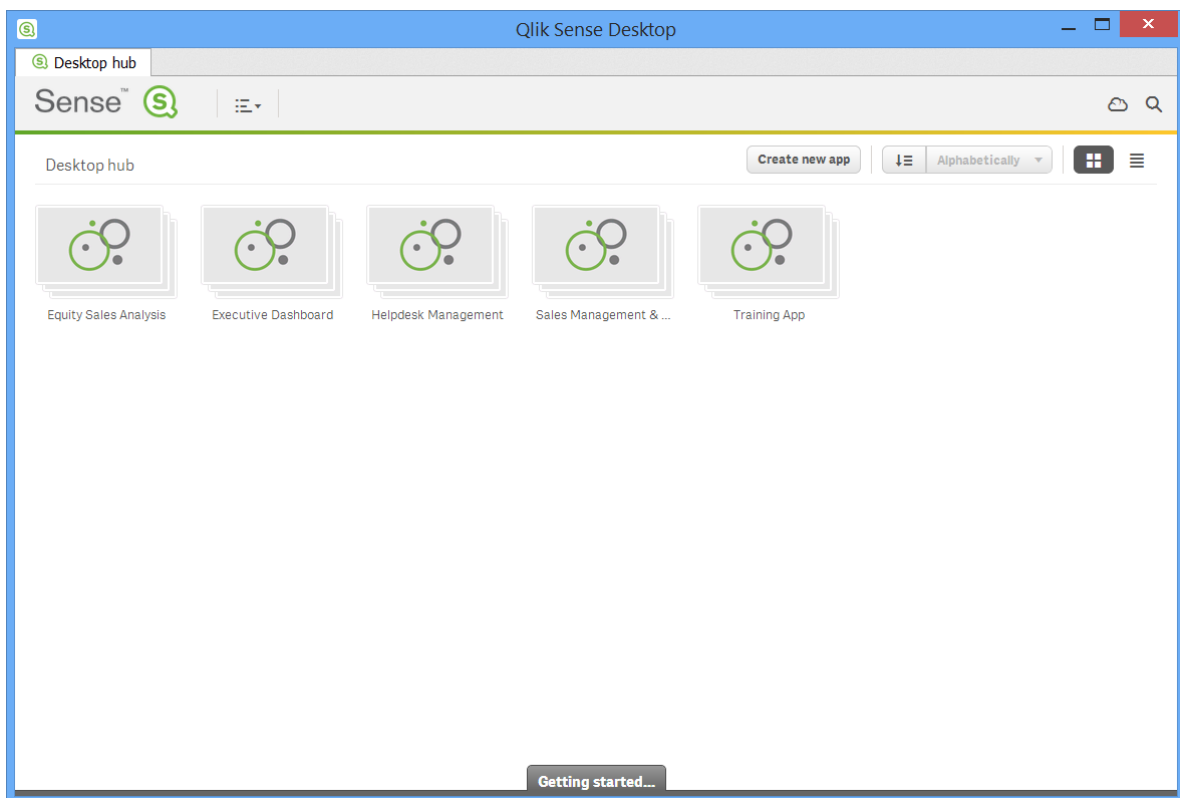 Qlik Sense Desktop
Desktop hub
Sense™
Desktop hub
Create new app
Alphabetically
Equity Sales Analysis
Executive Dashboard
Helpdesk Management
Sales Management & ...
Training App
Getting started...